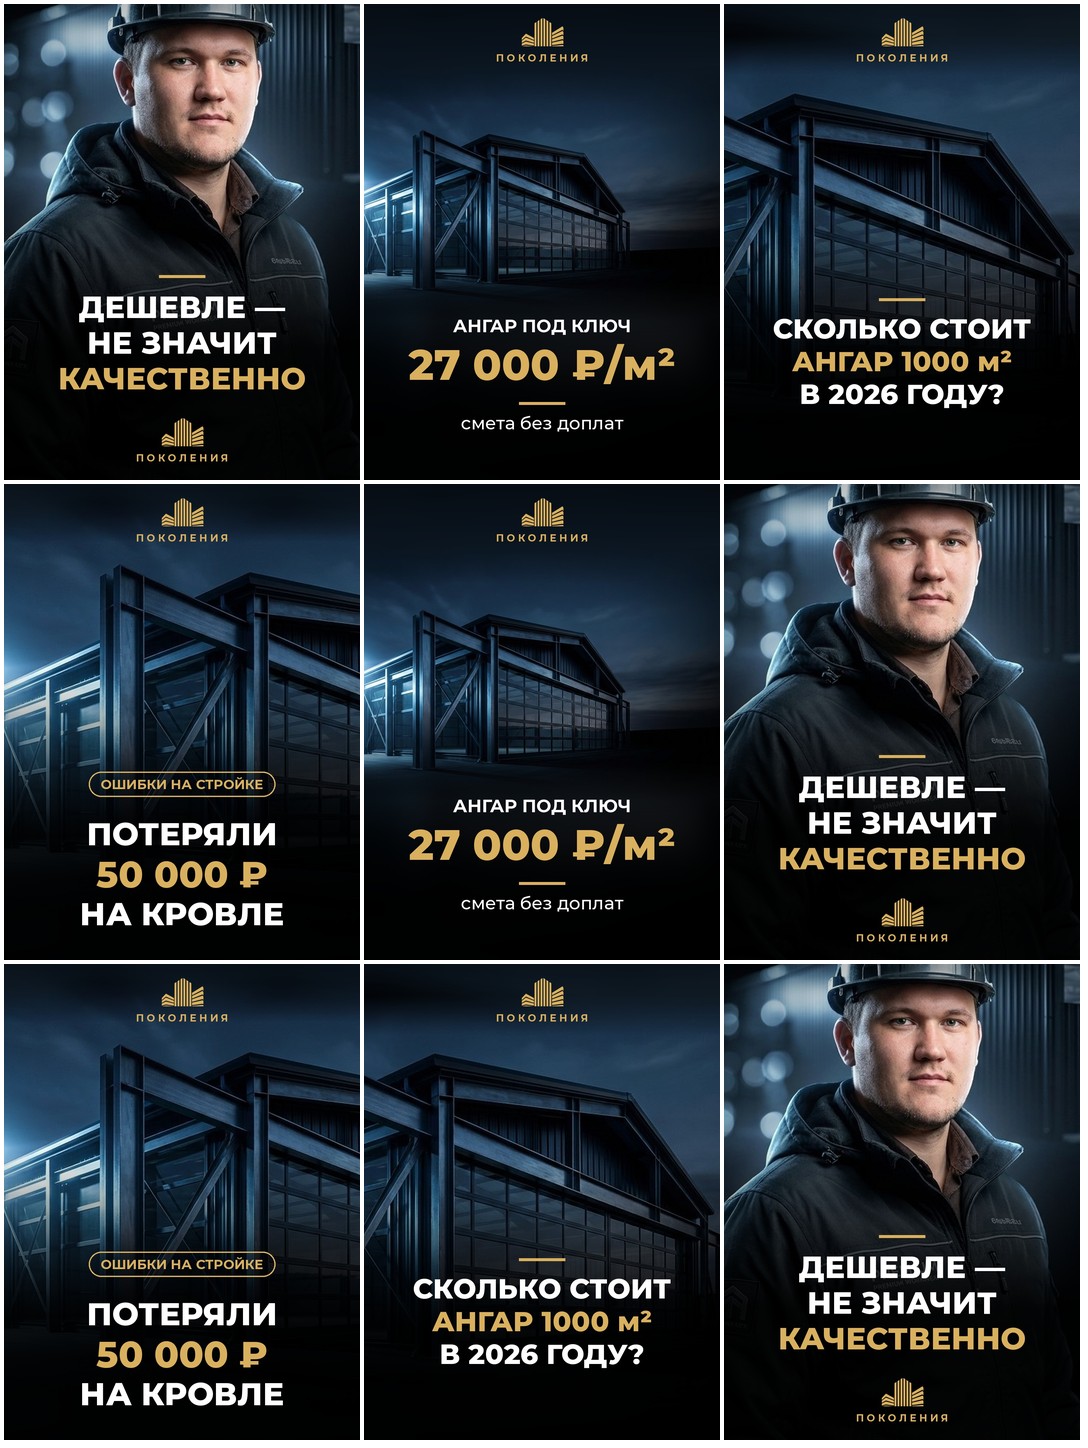 ДЕШЕВЛЕ —
НЕ ЗНАЧИТ
КАЧЕСТВЕННО
ПОКОЛЕНИЯ
ПОКОЛЕНИЯ
АНГАР ПОД КЛЮЧ
27 000 ₽/м²
смета без доплат
ПОКОЛЕНИЯ
СКОЛЬКО СТОИТ
АНГАР 1000 м²
В 2026 ГОДУ?
ПОКОЛЕНИЯ
ОШИБКИ НА СТРОЙКЕ
ПОТЕРЯЛИ
50 000 ₽
НА КРОВЛЕ
ПОКОЛЕНИЯ
АНГАР ПОД КЛЮЧ
27 000 ₽/м²
смета без доплат
ДЕШЕВЛЕ —
НЕ ЗНАЧИТ
КАЧЕСТВЕННО
ПОКОЛЕНИЯ
ПОКОЛЕНИЯ
ОШИБКИ НА СТРОЙКЕ
ПОТЕРЯЛИ
50 000 ₽
НА КРОВЛЕ
ПОКОЛЕНИЯ
СКОЛЬКО СТОИТ
АНГАР 1000 м²
В 2026 ГОДУ?
ДЕШЕВЛЕ —
НЕ ЗНАЧИТ
КАЧЕСТВЕННО
ПОКОЛЕНИЯ